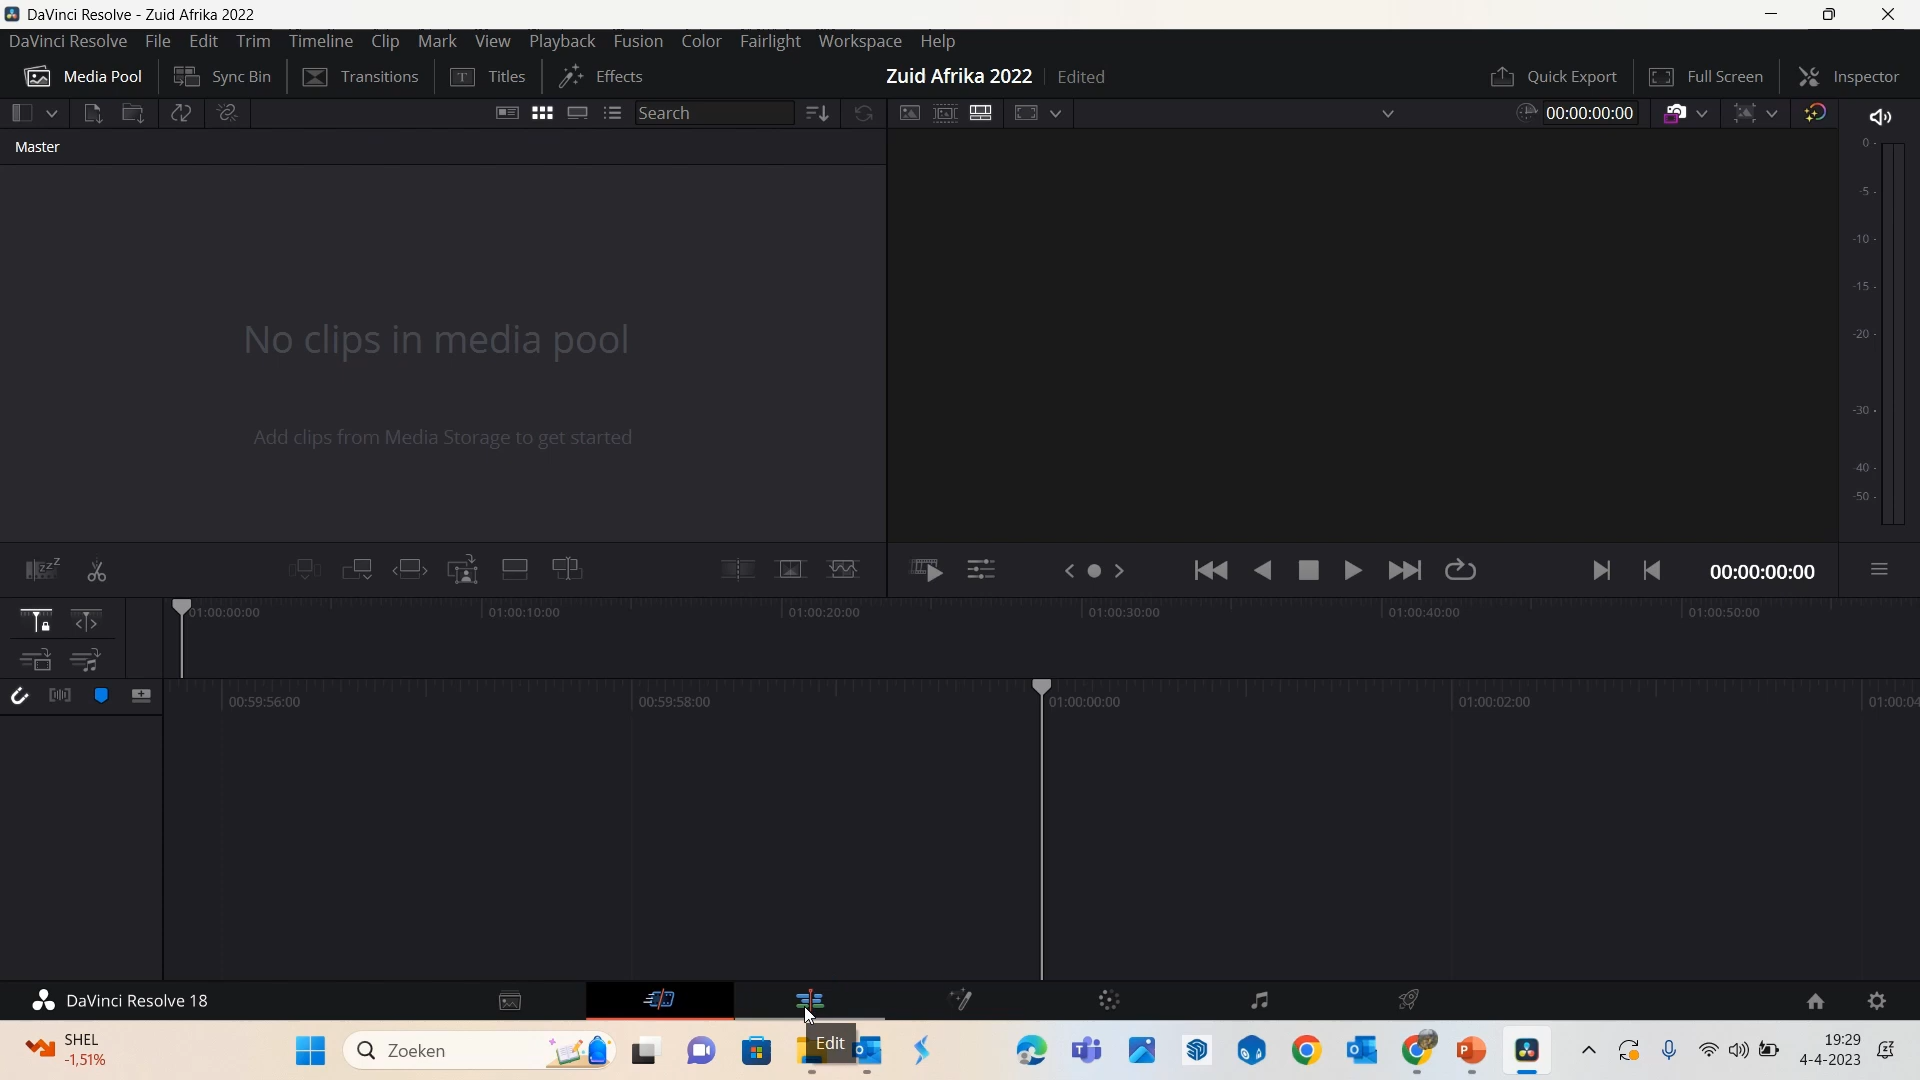 DaVinci Resolve - Zuid Afrika 2022
DaVinci Resolve File Edit Trim Timeline Clip Mark View Playback Fusion Color Fairlight Workspace Help
Media Pool Sync Bin Transitions Titles Effects Zuid Afrika 2022 Edited Quick Export Full Screen Inspector
Search 00:00:00:00
Master
0
-5
-10
-15
-20
-30
-40
-50
No clips in media pool
Add clips from Media Storage to get started
00:00:00:00
01:00:00:00 01:00:10:00 01:00:20:00 01:00:30:00 01:00:40:00 01:00:50:00
00:59:56:00 00:59:58:00 01:00:00:00 01:00:02:00 01:00:04
DaVinci Resolve 18
SHEL
-1,51%
Zoeken
Edit
19:29
4-4-2023